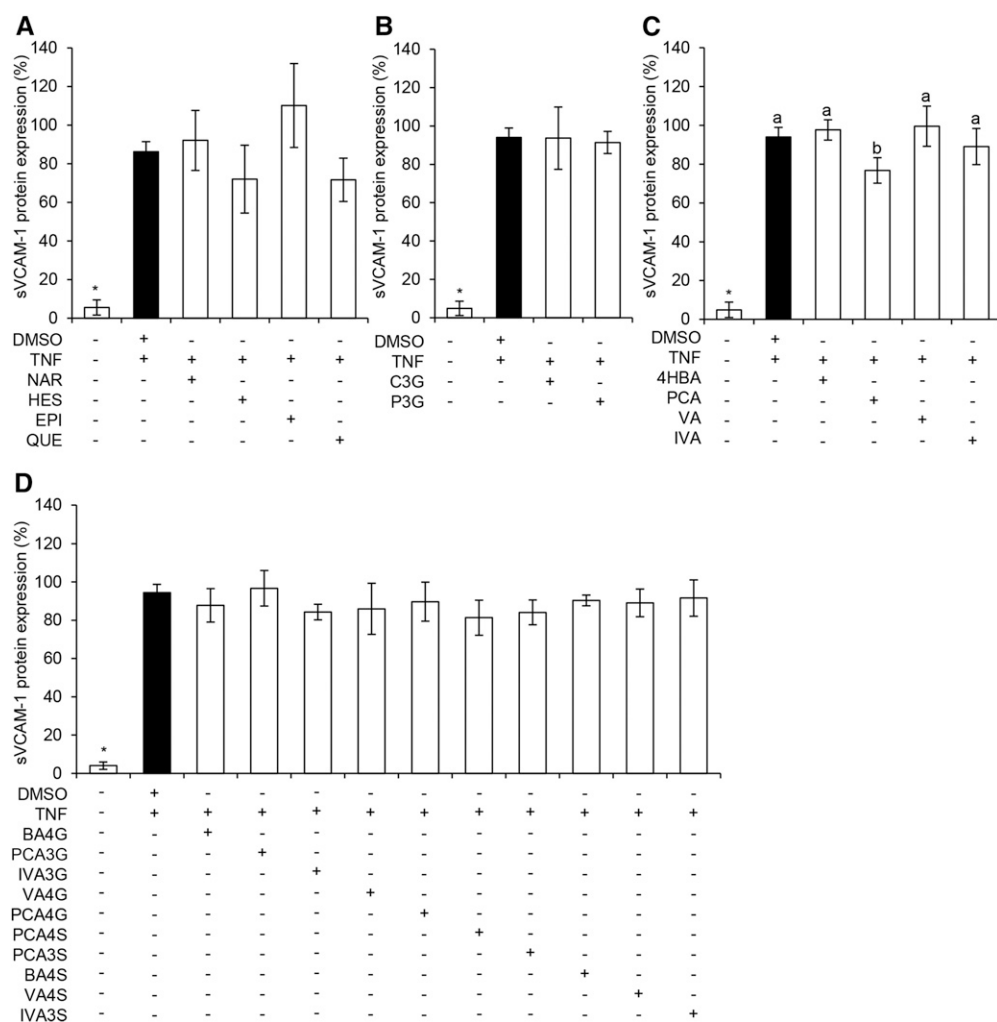 A
sVCAM-1 protein expression (%)
140
120
100
80
60
40
20
0
*
DMSO - + - - - -
TNF - + + + + +
NAR - - + - - -
HES - - - + - -
EPI - - - - + -
QUE - - - - - +
B
sVCAM-1 protein expression (%)
140
120
100
80
60
40
20
0
*
DMSO - + - -
TNF - + + +
C3G - - + -
P3G - - - +
C
sVCAM-1 protein expression (%)
140
120
100
80
60
40
20
0
* a a b a a
DMSO - + - - - -
TNF - + + + + +
4HBA - - + - - -
PCA - - - + - -
VA - - - - + -
IVA - - - - - +
D
sVCAM-1 protein expression (%)
140
120
100
80
60
40
20
0
*
DMSO - + - - - - - - - - - -
TNF - + + + + + + + + + + +
BA4G - - + - - - - - - - - -
PCA3G - - - + - - - - - - - -
IVA3G - - - - + - - - - - - -
VA4G - - - - - + - - - - - -
PCA4G - - - - - - + - - - - -
PCA4S - - - - - - - + - - - -
PCA3S - - - - - - - - + - - -
BA4S - - - - - - - - - + - -
VA4S - - - - - - - - - - + -
IVA3S - - - - - - - - - - - +